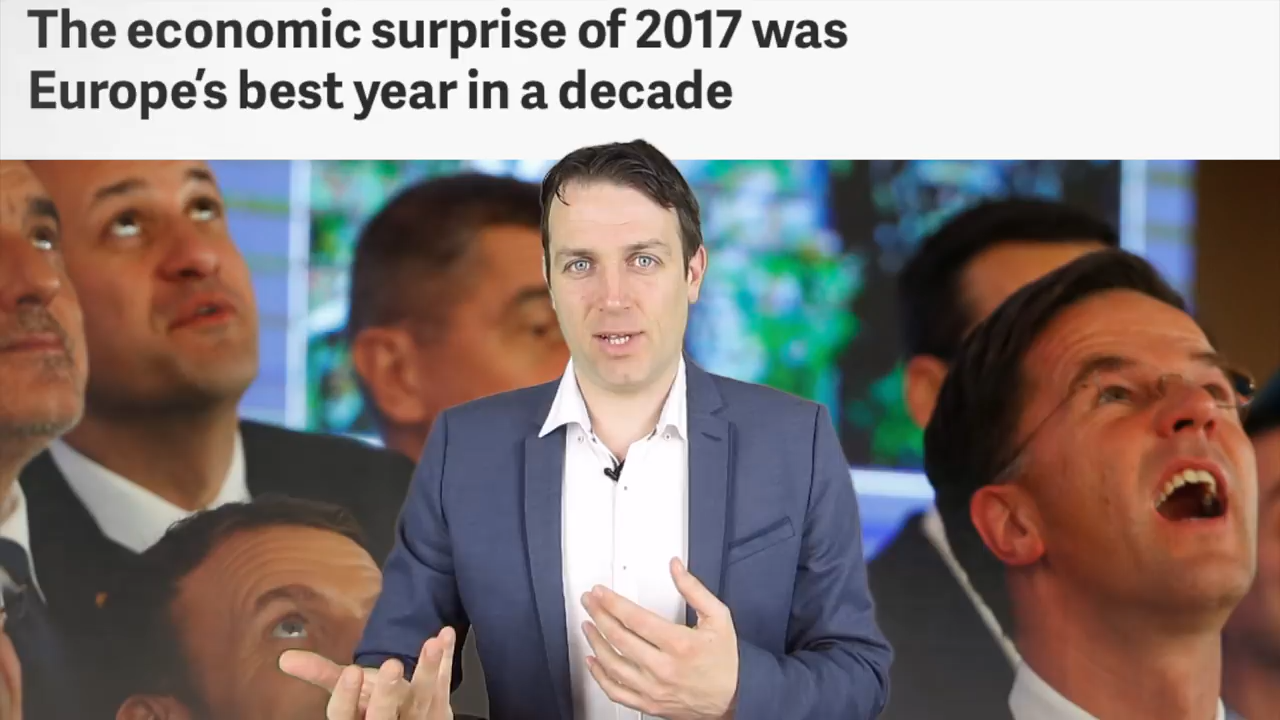 The economic surprise of 2017 was
Europe’s best year in a decade